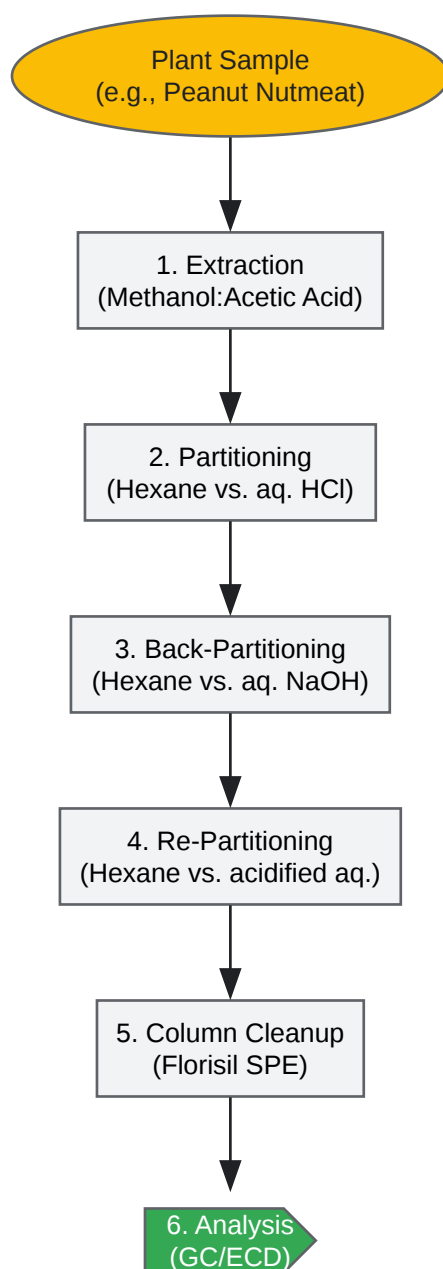 Plant Sample
(e.g., Peanut Nutmeat)
1. Extraction
(Methanol:Acetic Acid)
2. Partitioning
(Hexane vs. aq. HCl)
3. Back-Partitioning
(Hexane vs. aq. NaOH)
4. Re-Partitioning
(Hexane vs. acidified aq.)
5. Column Cleanup
(Florisil SPE)
6. Analysis
(GC/ECD)